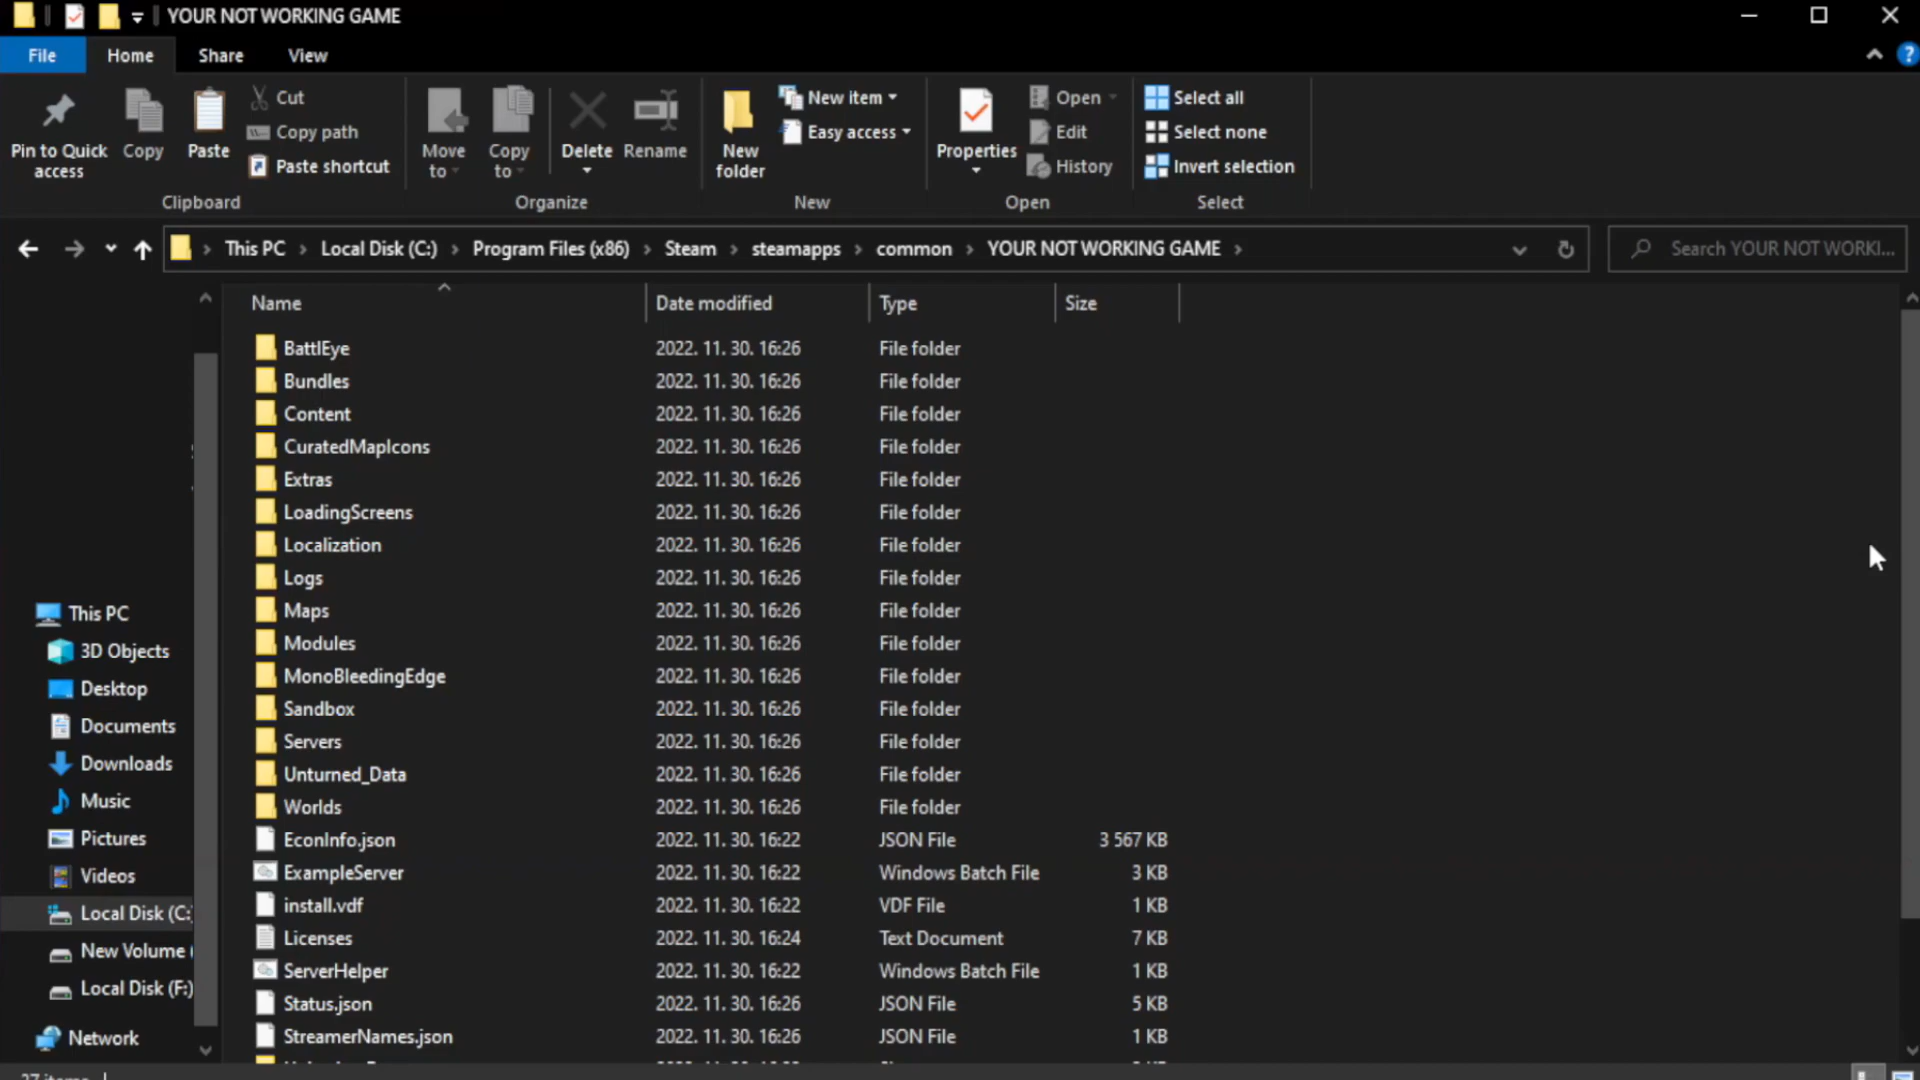 YOUR NOT WORKING GAME
File Home Share View
Pin to Quick access
Copy
Paste
Cut
Copy path
Paste shortcut
Clipboard
Move to
Copy to
Delete
Rename
Organize
New folder
New item
Easy access
New
Properties
Open
Edit
History
Open
Select all
Select none
Invert selection
Select
This PC › Local Disk (C:) › Program Files (x86) › Steam › steamapps › common › YOUR NOT WORKING GAME ›
Search YOUR NOT WORKI...
Name Date modified Type Size
BattlEye 2022. 11. 30. 16:26 File folder
Bundles 2022. 11. 30. 16:26 File folder
Content 2022. 11. 30. 16:26 File folder
CuratedMapIcons 2022. 11. 30. 16:26 File folder
Extras 2022. 11. 30. 16:26 File folder
LoadingScreens 2022. 11. 30. 16:26 File folder
Localization 2022. 11. 30. 16:26 File folder
Logs 2022. 11. 30. 16:26 File folder
Maps 2022. 11. 30. 16:26 File folder
Modules 2022. 11. 30. 16:26 File folder
MonoBleedingEdge 2022. 11. 30. 16:26 File folder
Sandbox 2022. 11. 30. 16:26 File folder
Servers 2022. 11. 30. 16:26 File folder
Unturned_Data 2022. 11. 30. 16:26 File folder
Worlds 2022. 11. 30. 16:26 File folder
EconInfo.json 2022. 11. 30. 16:22 JSON File 3 567 KB
ExampleServer 2022. 11. 30. 16:22 Windows Batch File 3 KB
install.vdf 2022. 11. 30. 16:22 VDF File 1 KB
Licenses 2022. 11. 30. 16:24 Text Document 7 KB
ServerHelper 2022. 11. 30. 16:22 Windows Batch File 1 KB
Status.json 2022. 11. 30. 16:26 JSON File 5 KB
StreamerNames.json 2022. 11. 30. 16:26 JSON File 1 KB
This PC
3D Objects
Desktop
Documents
Downloads
Music
Pictures
Videos
Local Disk (C:)
New Volume (
Local Disk (F:)
Network